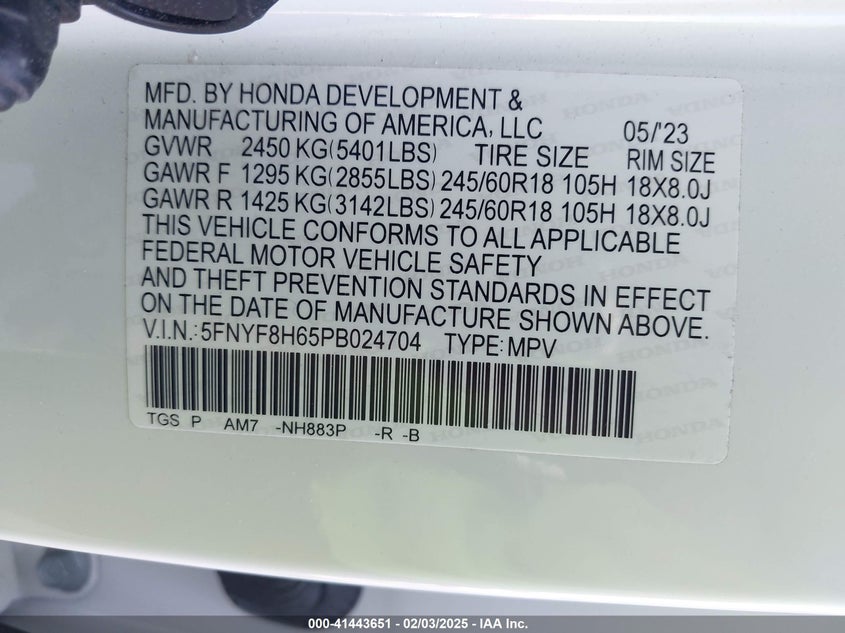 MFD. BY HONDA DEVELOPMENT &
MANUFACTURING OF AMERICA, LLC 05/'23
GVWR 2450 KG(5401LBS) TIRE SIZE RIM SIZE
GAWR F 1295 KG(2855LBS) 245/60R18 105H 18X8.0J
GAWR R 1425 KG(3142LBS) 245/60R18 105H 18X8.0J
THIS VEHICLE CONFORMS TO ALL APPLICABLE
FEDERAL MOTOR VEHICLE SAFETY
AND THEFT PREVENTION STANDARDS IN EFFECT
ON THE DATE OF MANUFACTURE SHOWN ABOVE.
V.I.N.:5FNYF8H65PB024704 TYPE:MPV
TGS P AM7 -NH883P -R -B
000-41443651 - 02/03/2025 - IAA Inc.